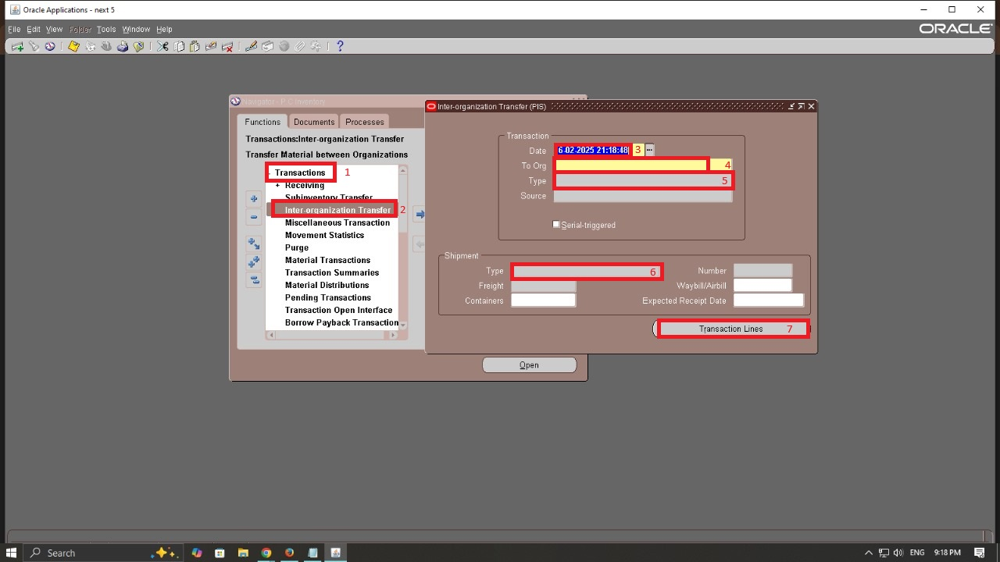 Oracle Applications - next 5
File Edit View Folder Tools Window Help
ORACLE
Navigator - P.C Inventory
Functions Documents Processes
Transactions:Inter-organization Transfer
Transfer Material between Organizations
Transactions 1
+ Receiving
Subinventory Transfer
Inter-organization Transfer 2
Miscellaneous Transaction
Movement Statistics
Purge
Material Transactions
Transaction Summaries
Material Distributions
Pending Transactions
Transaction Open Interface
Borrow Payback Transaction
Open
Inter-organization Transfer (PIS)
Transaction
Date 6-02-2025 21:18:48 3
To Org 4
Type 5
Source
Serial-triggered
Shipment
Type 6 Number
Freight Waybill/Airbill
Containers Expected Receipt Date
Transaction Lines 7
Search
ENG 9:18 PM